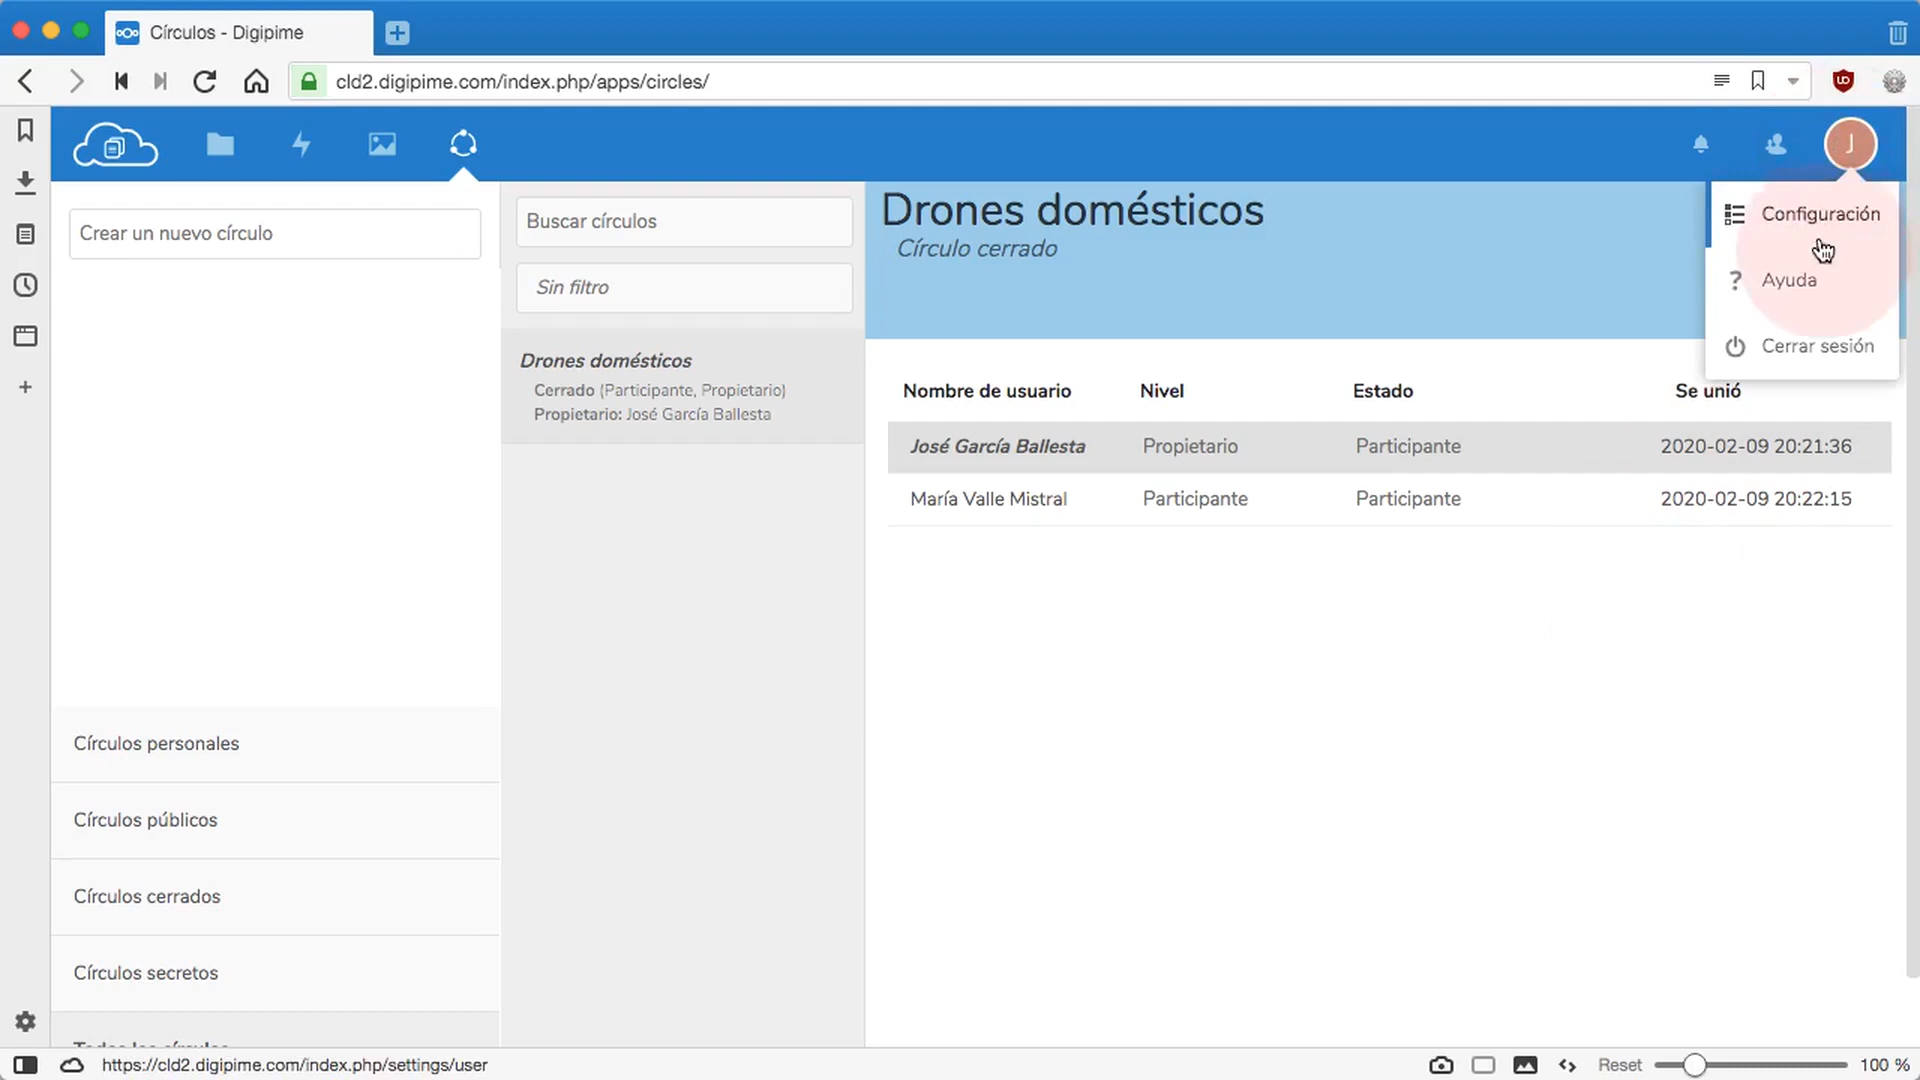 Círculos - Digipime
cld2.digipime.com/index.php/apps/circles/
J
Crear un nuevo círculo
Buscar círculos
Sin filtro
Drones domésticos
Cerrado (Participante, Propietario)
Propietario: José García Ballesta
Drones domésticos
Círculo cerrado
Configuración
? Ayuda
Cerrar sesión
Nombre de usuario Nivel Estado Se unió
José García Ballesta Propietario Participante 2020-02-09 20:21:36
María Valle Mistral Participante Participante 2020-02-09 20:22:15
Círculos personales
Círculos públicos
Círculos cerrados
Círculos secretos
Todos los círculos
https://cld2.digipime.com/index.php/settings/user
Reset
100 %